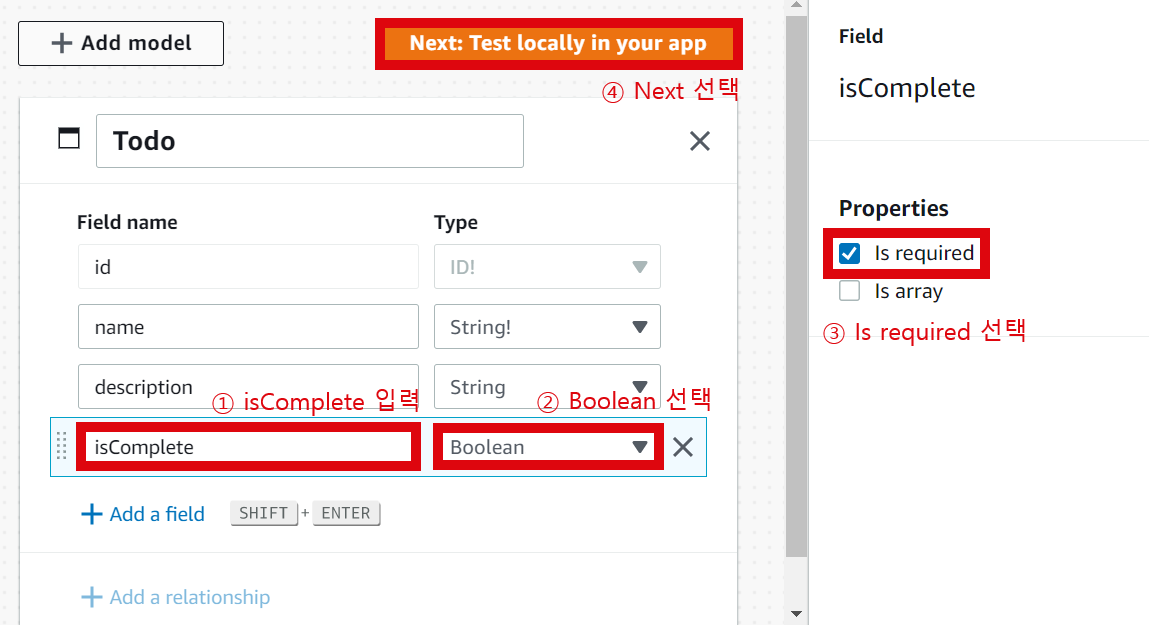 + Add model
Next: Test locally in your app
④ Next 선택
Todo
Field name
Type
id
ID!
name
String!
description
String
① isComplete 입력
② Boolean 선택
isComplete
Boolean
+ Add a field
SHIFT + ENTER
+ Add a relationship
Field
isComplete
Properties
Is required
Is array
③ Is required 선택